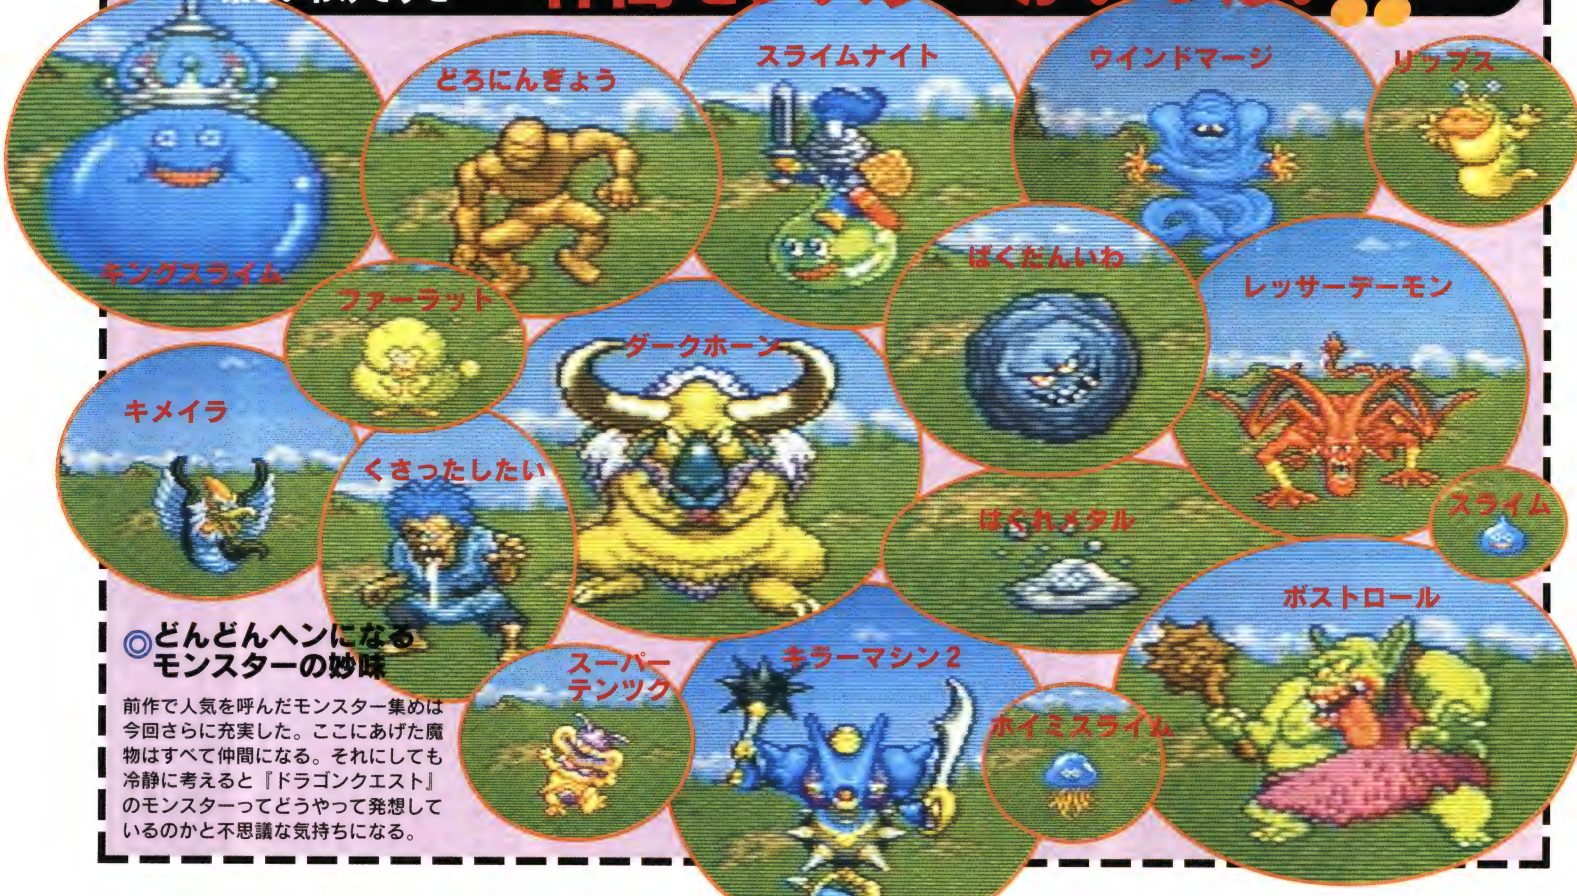 どろにんぎょう
スライムナイト
ウインドマージ
リップス
キングスライム
ファーラット
ダークホーン
ばくだんいわ
レッサーデーモン
キメイラ
くさったしたい
はぐれメタル
スライム
ボストロール
◎どんどんヘンになる
モンスターの妙味
前作で人気を呼んだモンスター集めは
今回さらに充実した。ここにあげた魔
物はすべて仲間になる。それにしても
冷静に考えると『ドラゴンクエスト』
のモンスターってどうやって発想して
いるのかと不思議な気持ちになる。
スーパー
テンツク
キラーマシン2
ホイミスライム